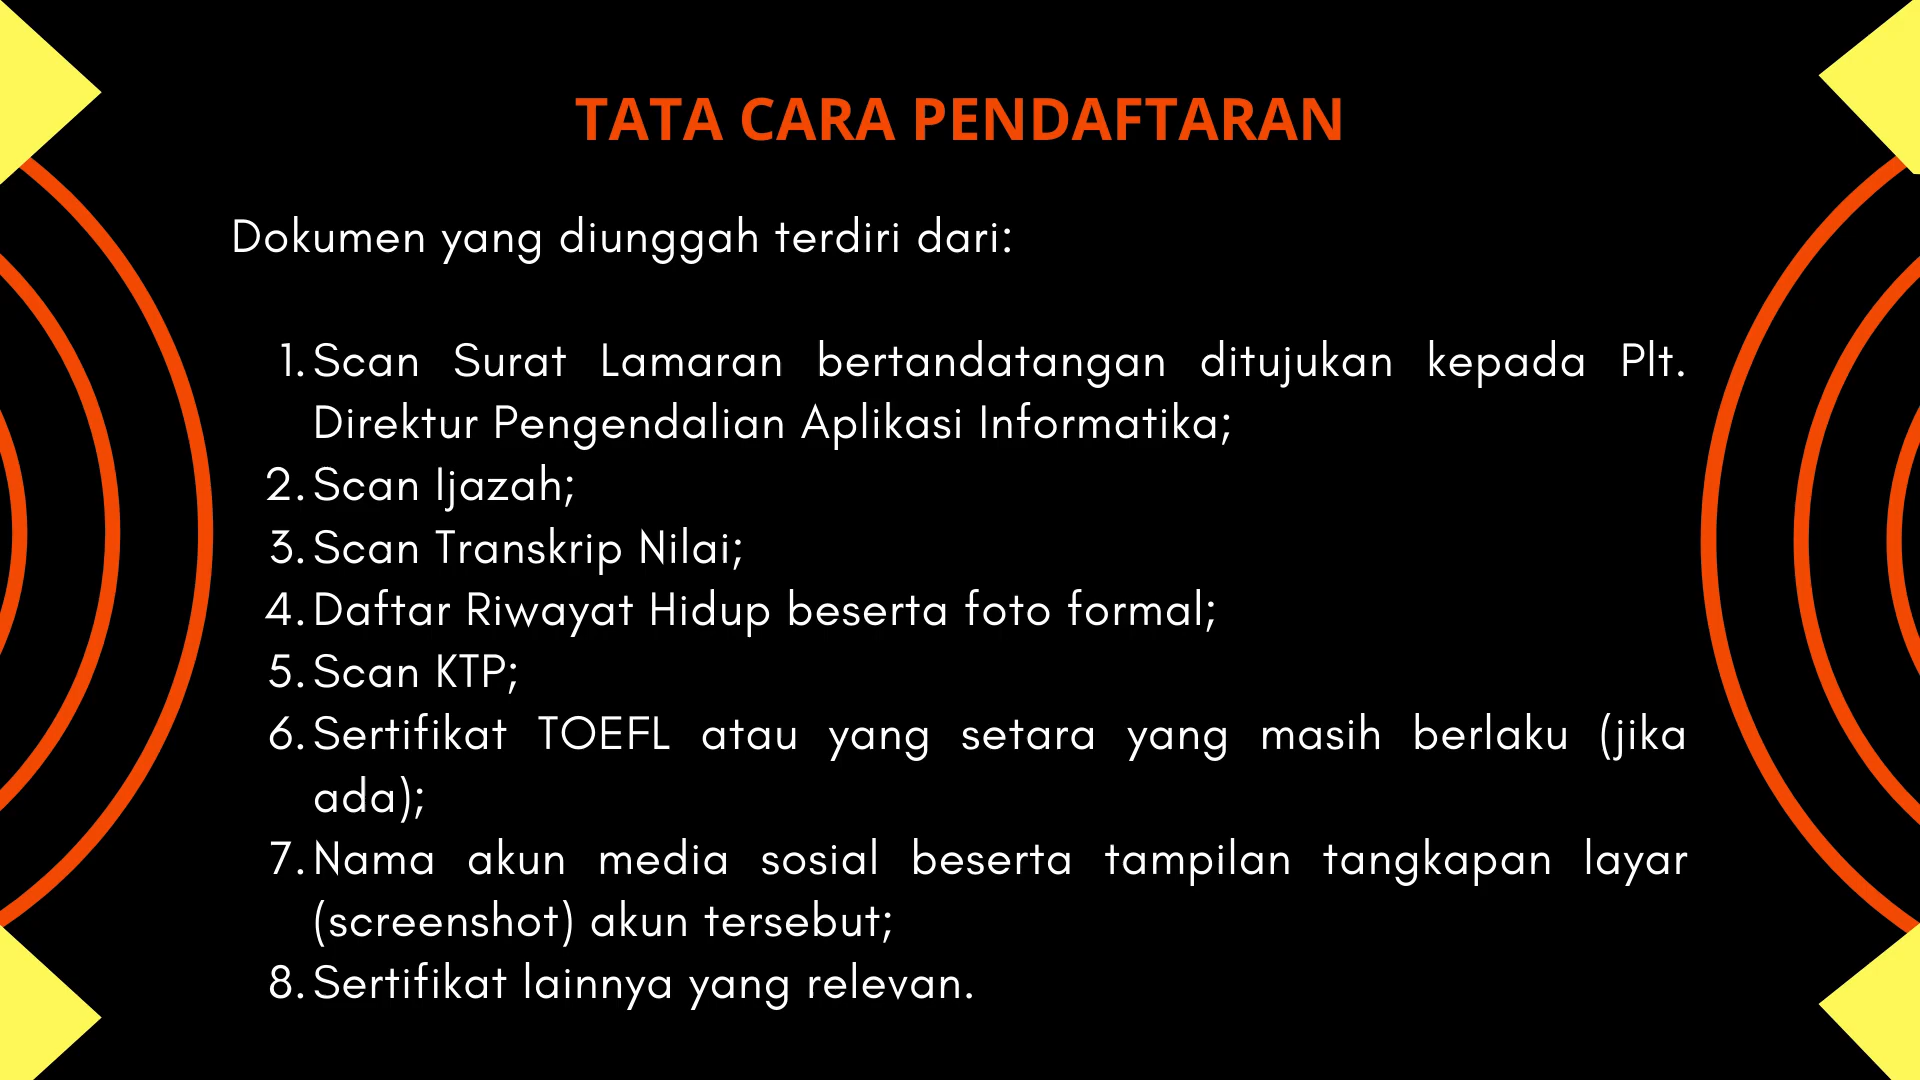 TATA CARA PENDAFTARAN
Dokumen yang diunggah terdiri dari:
1. Scan Surat Lamaran bertandatangan ditujukan kepada Plt.
Direktur Pengendalian Aplikasi Informatika;
2. Scan Ijazah;
3. Scan Transkrip Nilai;
4. Daftar Riwayat Hidup beserta foto formal;
5. Scan KTP;
6. Sertifikat TOEFL atau yang setara yang masih berlaku (jika
ada);
7. Nama akun media sosial beserta tampilan tangkapan layar
(screenshot) akun tersebut;
8. Sertifikat lainnya yang relevan.